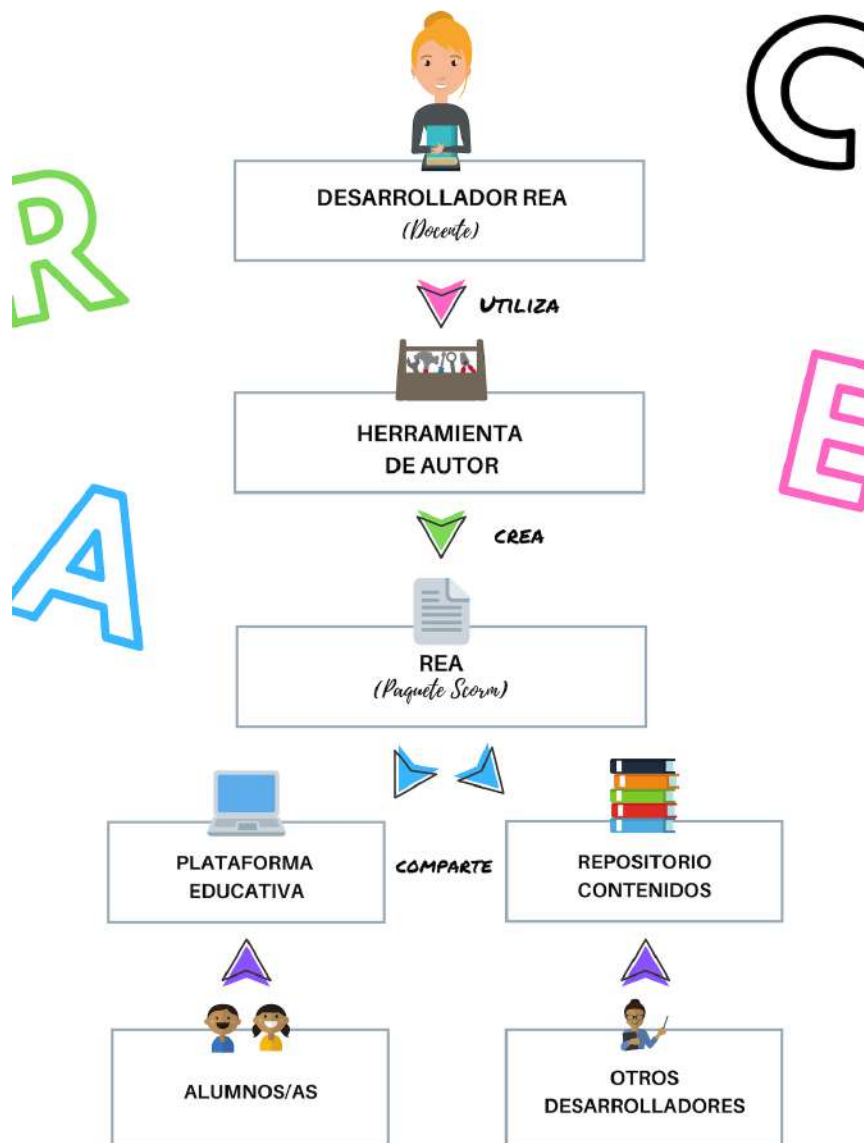 C
DESARROLLADOR REA
(Docente)
R
UTILIZA
HERRAMIENTA
DE AUTOR
E
CREA
A
REA
(Paquete Scorm)
PLATAFORMA
EDUCATIVA
COMPARTE
REPOSITORIO
CONTENIDOS
ALUMNOS/AS
OTROS
DESARROLLADORES